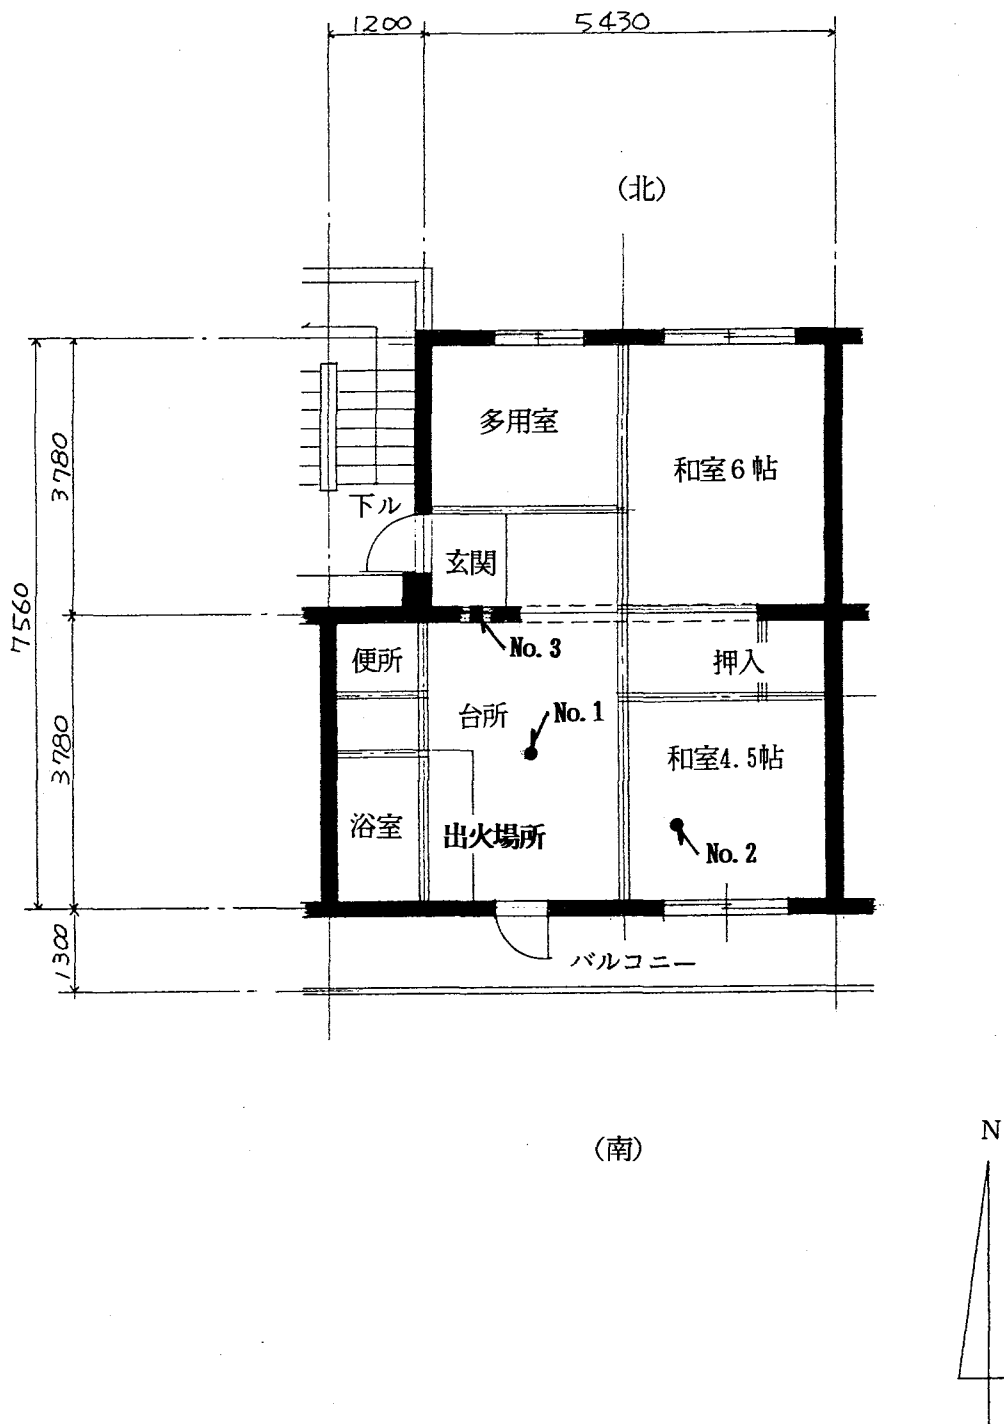 1200
5430
(北)
多用室
和室6帖
3780
下ル
玄関
7560
No.3
便所
押入
台所
No.1
3780
和室4.5帖
浴室
出火場所
No.2
1300
バルコニー
(南)
N